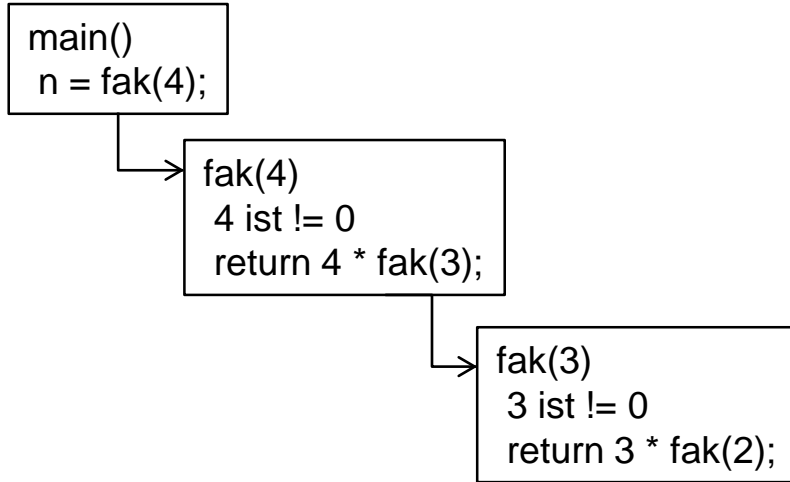 main()
n = fak(4);
fak(4)
4 ist != 0
return 4 * fak(3);
fak(3)
3 ist != 0
return 3 * fak(2);